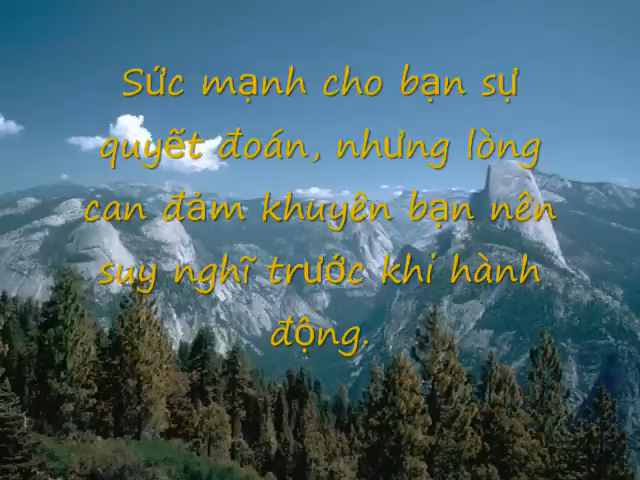 Sức mạnh cho bạn sự
quyết đoán, nhưng lòng
can đảm khuyên bạn nên
suy nghĩ trước khi hành
động.